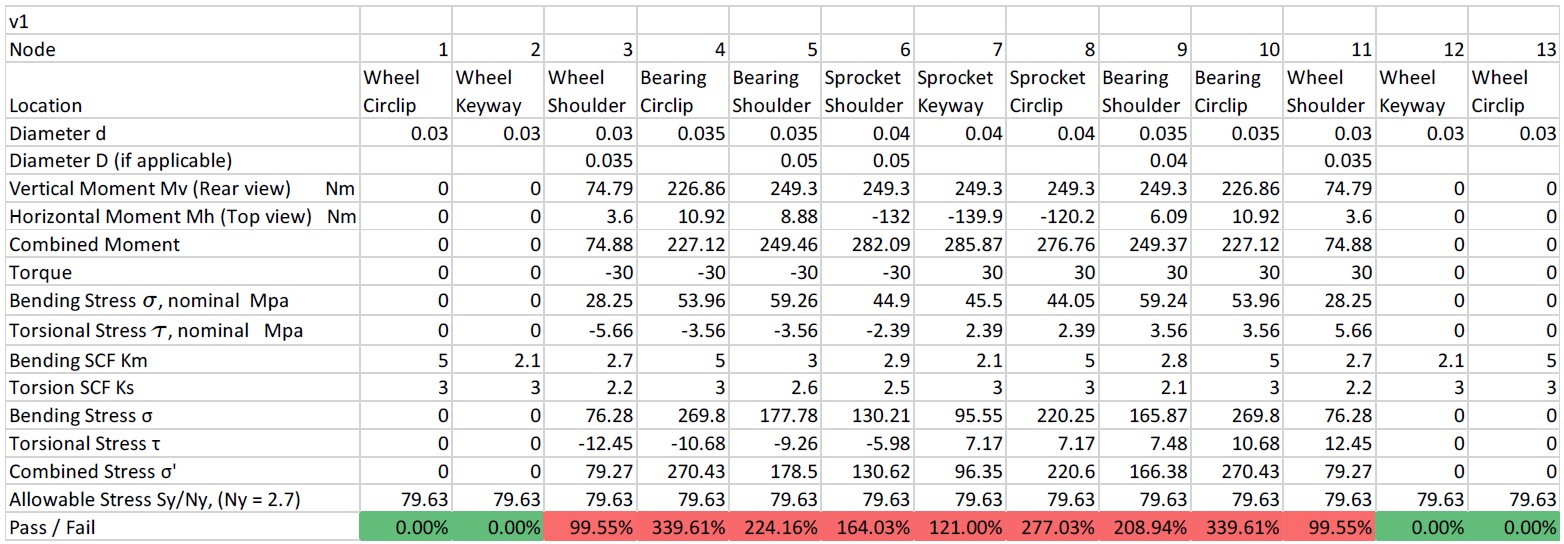 v1
Node 1 2 3 4 5 6 7 8 9 10 11 12 13
Wheel Wheel Wheel Bearing Bearing Sprocket Sprocket Sprocket Bearing Bearing Wheel Wheel Wheel
Location Circlip Keyway Shoulder Circlip Shoulder Shoulder Keyway Circlip Shoulder Circlip Shoulder Keyway Circlip
Diameter d 0.03 0.03 0.03 0.035 0.035 0.04 0.04 0.04 0.035 0.035 0.03 0.03 0.03
Diameter D (if applicable) 0.035 0.05 0.05 0.04 0.035
Vertical Moment Mv (Rear view) Nm 0 0 74.79 226.86 249.3 249.3 249.3 249.3 249.3 226.86 74.79 0 0
Horizontal Moment Mh (Top view) Nm 0 0 3.6 10.92 8.88 -132 -139.9 -120.2 6.09 10.92 3.6 0 0
Combined Moment 0 0 74.88 227.12 249.46 282.09 285.87 276.76 249.37 227.12 74.88 0 0
Torque 0 0 -30 -30 -30 -30 30 30 30 30 30 0 0
Bending Stress σ, nominal Mpa 0 0 28.25 53.96 59.26 44.9 45.5 44.05 59.24 53.96 28.25 0 0
Torsional Stress τ, nominal Mpa 0 0 -5.66 -3.56 -3.56 -2.39 2.39 2.39 3.56 3.56 5.66 0 0
Bending SCF Km 5 2.1 2.7 5 3 2.9 2.1 5 2.8 5 2.7 2.1 5
Torsion SCF Ks 3 3 2.2 3 2.6 2.5 3 3 2.1 3 2.2 3 3
Bending Stress σ 0 0 76.28 269.8 177.78 130.21 95.55 220.25 165.87 269.8 76.28 0 0
Torsional Stress τ 0 0 -12.45 -10.68 -9.26 -5.98 7.17 7.17 7.48 10.68 12.45 0 0
Combined Stress σ' 0 0 79.27 270.43 178.5 130.62 96.35 220.6 166.38 270.43 79.27 0 0
Allowable Stress Sy/Ny, (Ny = 2.7) 79.63 79.63 79.63 79.63 79.63 79.63 79.63 79.63 79.63 79.63 79.63 79.63 79.63
Pass / Fail 0.00% 0.00% 99.55% 339.61% 224.16% 164.03% 121.00% 277.03% 208.94% 339.61% 99.55% 0.00% 0.00%